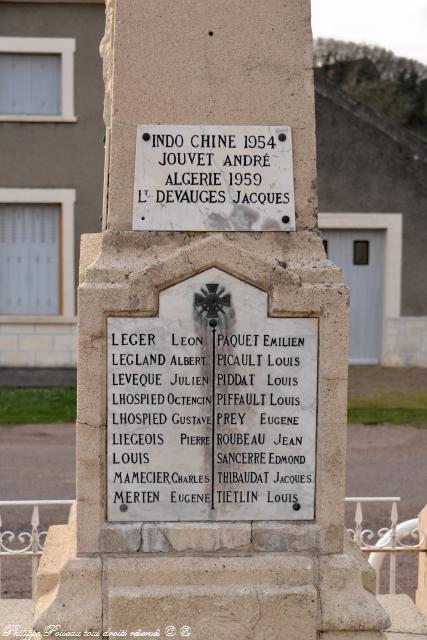 INDO CHINE 1954
JOUVET ANDRÉ
ALGERIE 1959
LT DEVAUGES JACQUES
LEGER LEON
LEGLAND ALBERT
LEVEQUE JULIEN
LHOSPIED OCTENCIN
LHOSPIED GUSTAVE
LIEGEOIS PIERRE
LOUIS
MAMECIER CHARLES
MERTEN EUGENE
PAQUET EMILIEN
PICAULT LOUIS
PIDDAT LOUIS
PIFFAULT LOUIS
PREY EUGENE
ROUBEAU JEAN
SANCERRE EDMOND
THIBAUDAT JACQUES
TIETLIN LOUIS
Philippe Poiseau droits réservés © ②